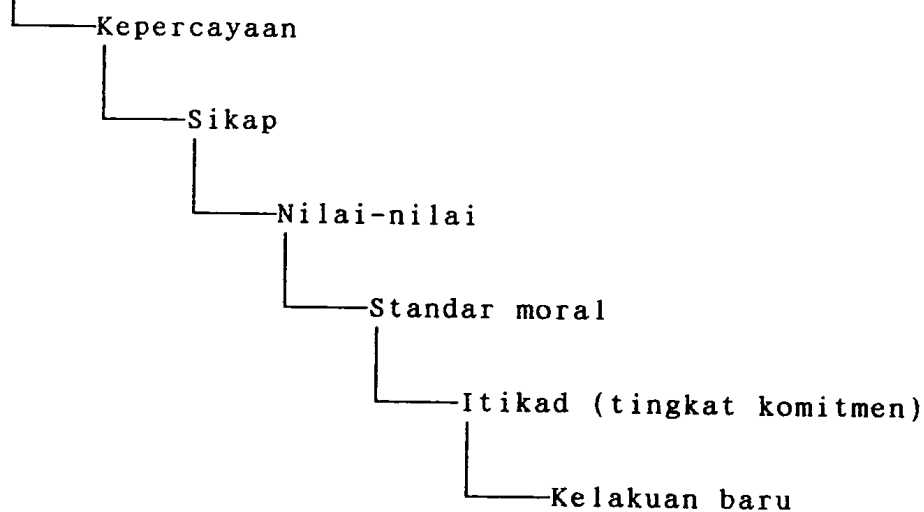 Kepercayaan
Sikap
Nilai-nilai
Standar moral
Itikad (tingkat komitmen)
Kelakuan baru